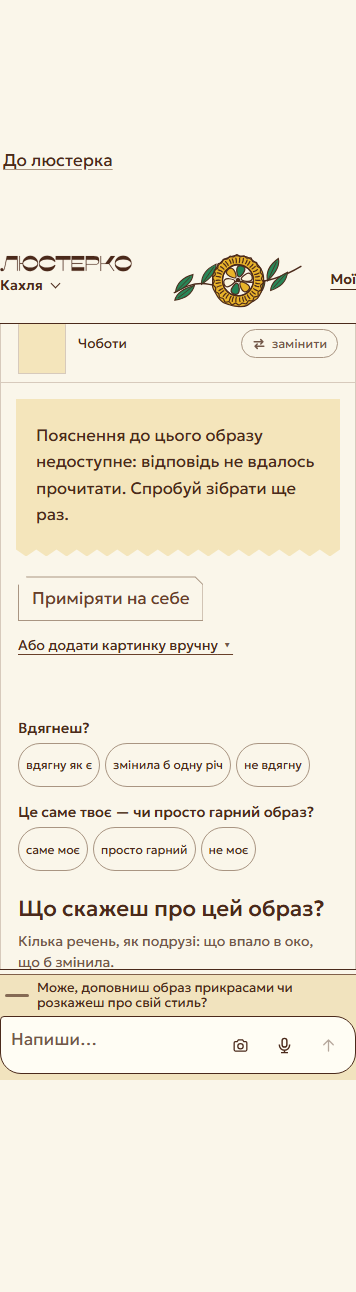 До люстерка
ЛЮСТЕРКО
Кахля
Мої
Чоботи
замінити
Пояснення до цього образу
недоступне: відповідь не вдалось
прочитати. Спробуй зібрати ще
раз.
Приміряти на себе
Або додати картинку вручну
Вдягнеш?
вдягну як є
змінила б одну річ
не вдягну
Це саме твоє — чи просто гарний образ?
саме моє
просто гарний
не моє
Що скажеш про цей образ?
Кілька речень, як подрузі: що впало в око,
що б змінила.
Може, доповниш образ прикрасами чи
розкажеш про свій стиль?
Напиши...